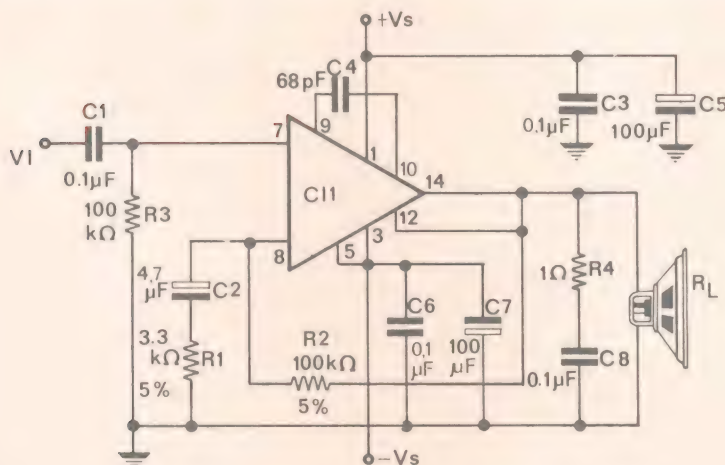 +Vs
C4
68pF
C1
VI
0.1µF
7
9
1
10
14
C3
0.1µF
C5
100µF
100
kΩ
R3
CI1
8
5
3
12
4,7
µF
C2
3.3
kΩ
R1
5%
R2
100kΩ
5%
C6
0,1
µF
C7
100
µF
1Ω
R4
C8
0.1µF
RL
-Vs